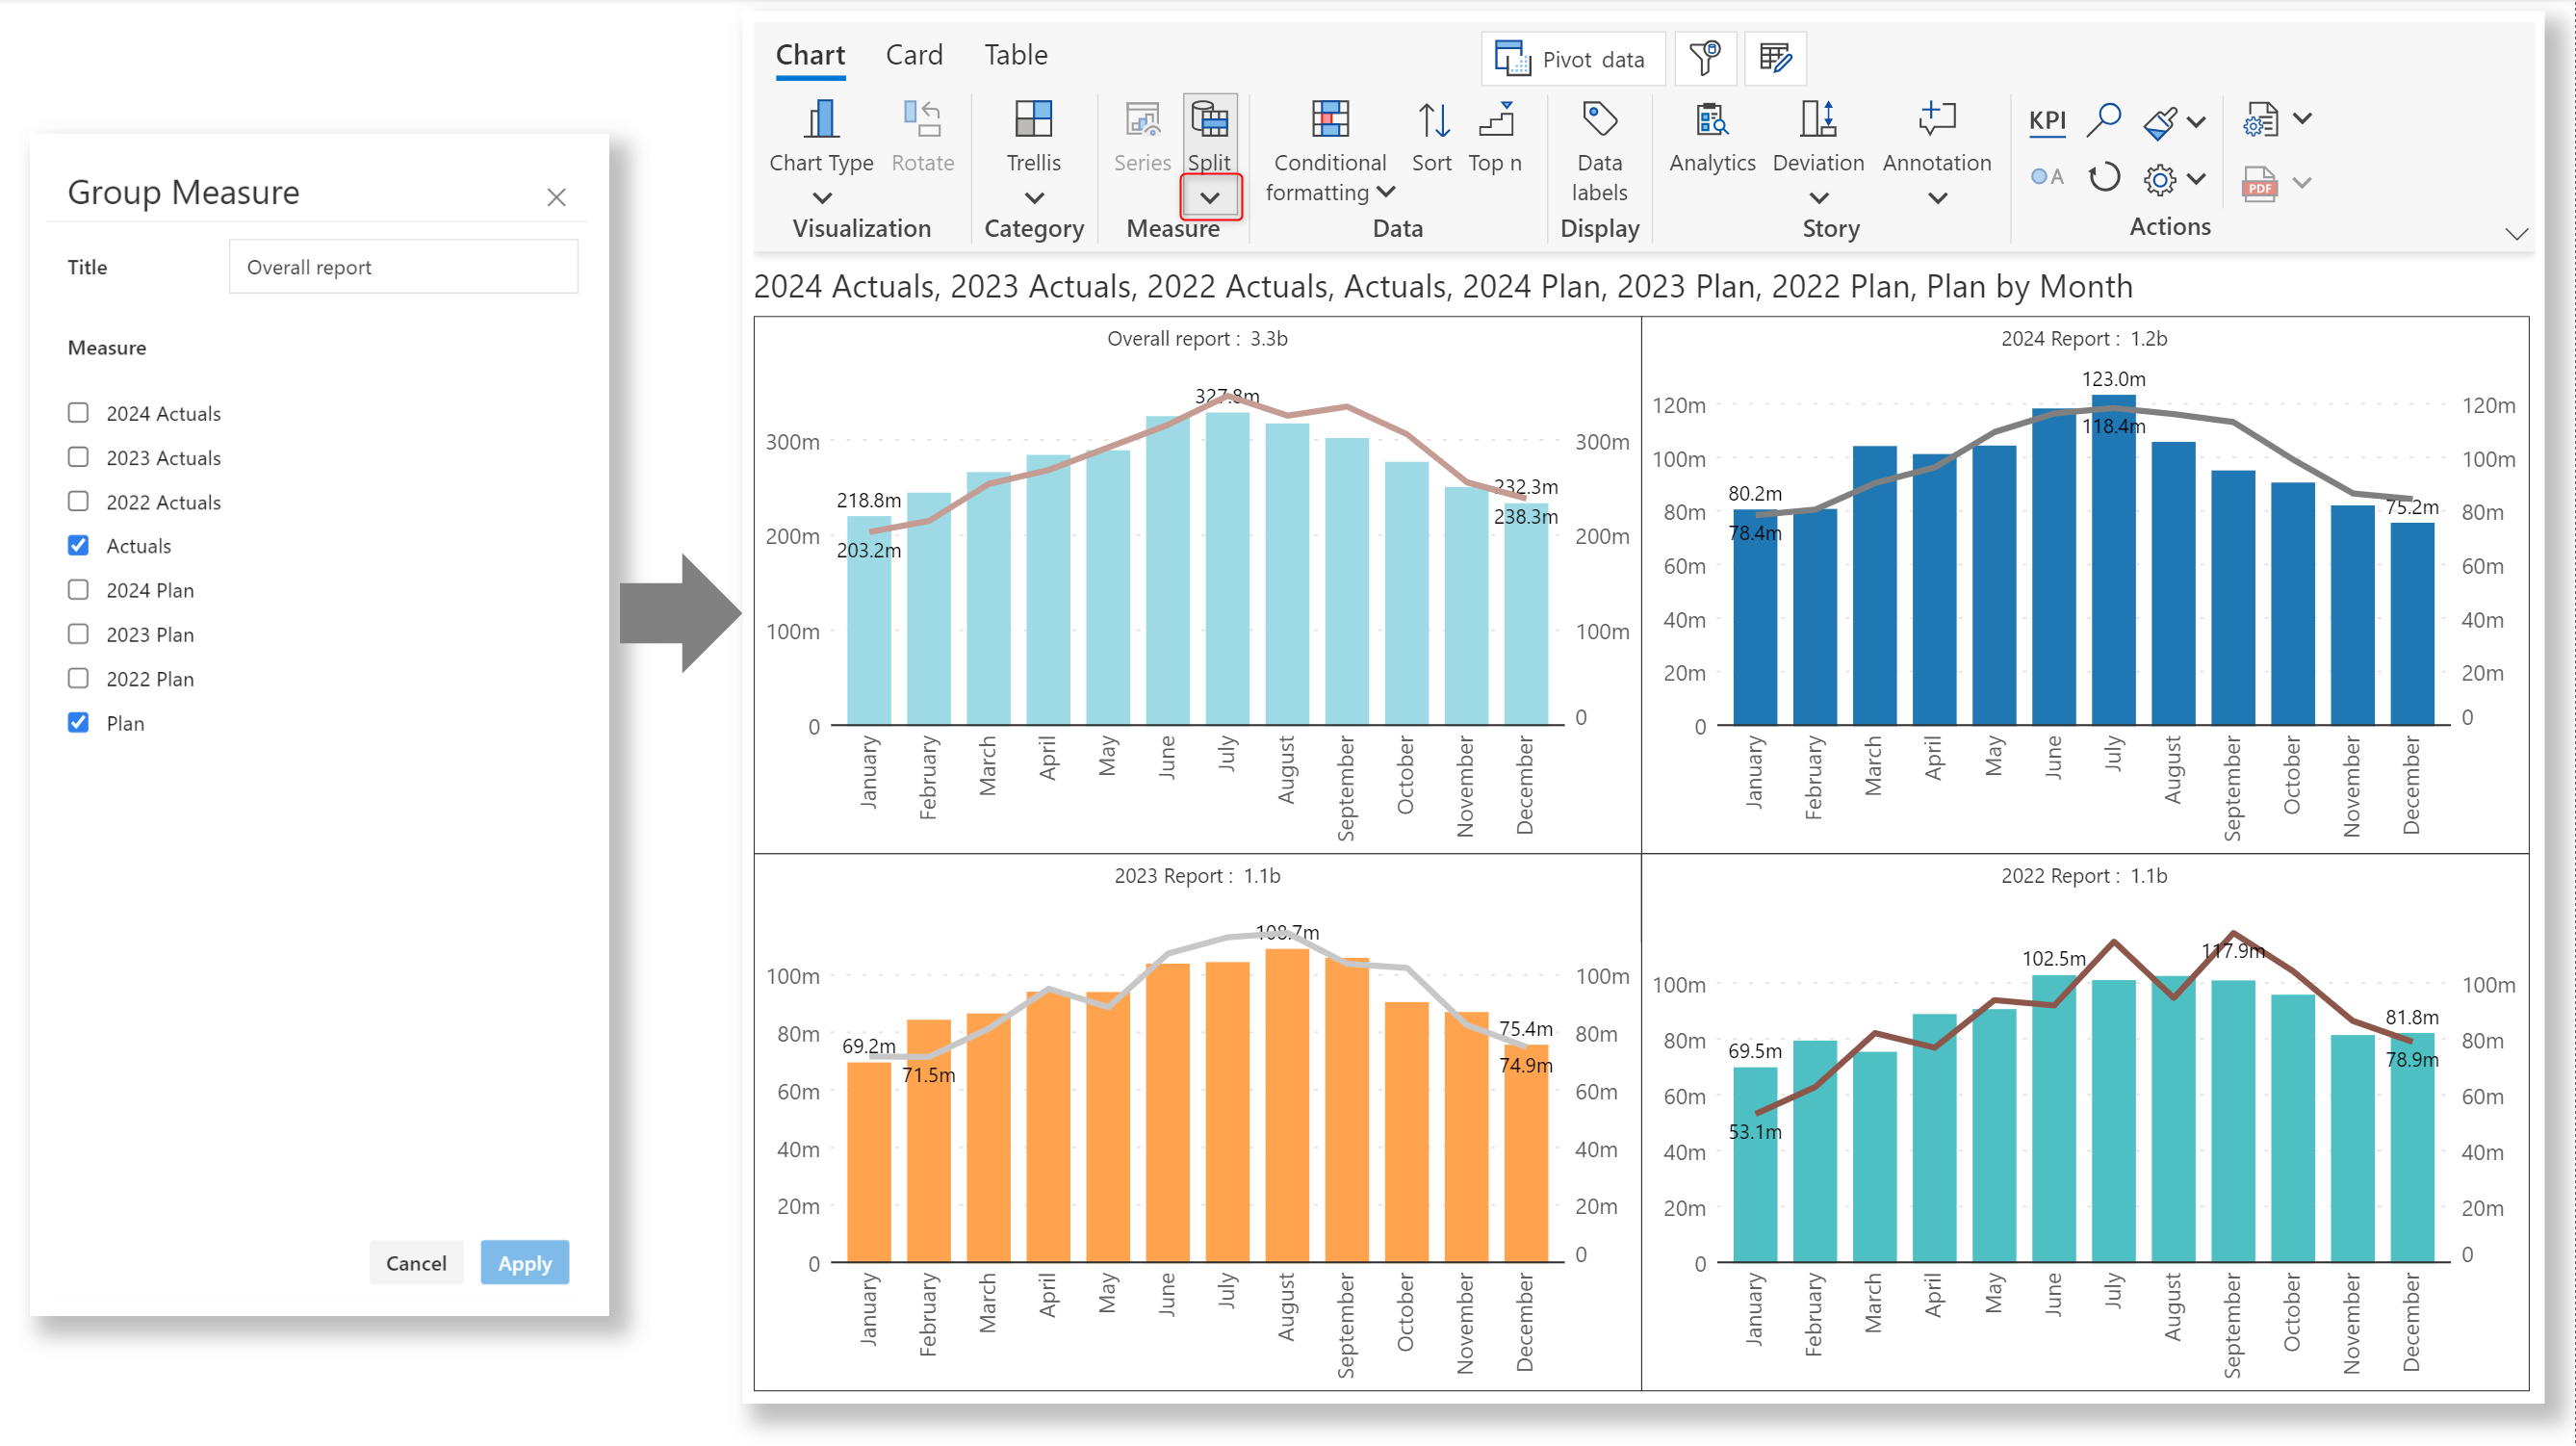 Group Measure
Title
Overall report
Measure
2024 Actuals
2023 Actuals
2022 Actuals
Actuals
2024 Plan
2023 Plan
2022 Plan
Plan
Cancel Apply
Chart Card Table
Pivot data
Chart Type Rotate Trellis Series Split Conditional formatting Sort Top n Data labels Analytics Deviation Annotation KPI
A
PDF
Visualization Category Measure Data Display Story Actions
2024 Actuals, 2023 Actuals, 2022 Actuals, Actuals, 2024 Plan, 2023 Plan, 2022 Plan, Plan by Month
Overall report : 3.3b
327.8m
300m 300m
218.8m 232.3m
203.2m 238.3m
200m 200m
100m 100m
0 0
January February March April May June July August September October November December
2024 Report : 1.2b
123.0m
120m 120m
118.4m
100m 100m
80.2m 75.2m
80m 80m
78.4m
60m 60m
40m 40m
20m 20m
0 0
January February March April May June July August September October November December
2023 Report : 1.1b
108.7m
100m 100m
80m 80m
69.2m 75.4m
71.5m 74.9m
60m 60m
40m 40m
20m 20m
0 0
January February March April May June July August September October November December
2022 Report : 1.1b
102.5m 117.9m
100m 100m
81.8m
80m 80m
69.5m 78.9m
60m 60m
53.1m
40m 40m
20m 20m
0 0
January February March April May June July August September October November December